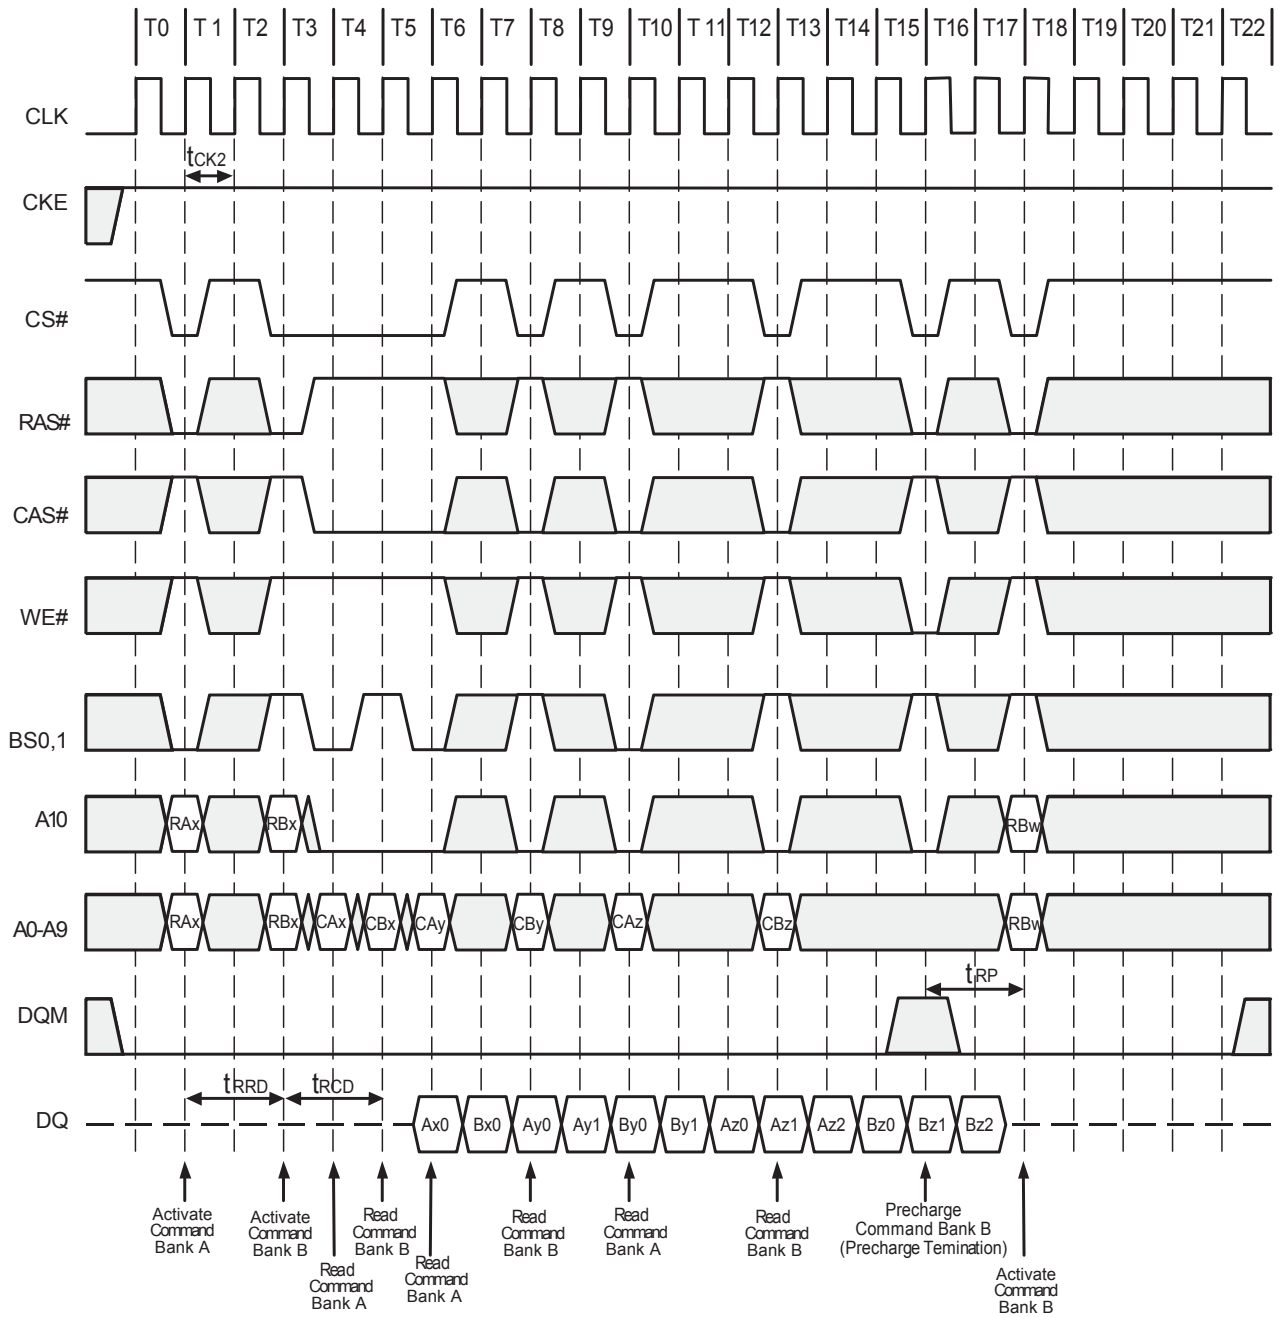 T0 T 1 T2 T3 T4 T5 T6 T7 T8 T9 T10 T 11 T12 T13 T14 T15 T16 T17 T18 T19 T20 T21 T22
CLK
tCK2
CKE
CS#
RAS#
CAS#
WE#
BS0,1
A10
RAx RBx RBw
A0-A9
RAx RBx CAx CBx CAy CBy CAz CBz RBw
tRP
DQM
tRRD tRCD
DQ
Ax0 Bx0 Ay0 Ay1 By0 By1 Az0 Az1 Az2 Bz0 Bz1 Bz2
Activate
Command
Bank A
Activate
Command
Bank B
Read
Command
Bank A
Read
Command
Bank B
Read
Command
Bank A
Read
Command
Bank B
Read
Command
Bank A
Read
Command
Bank B
Precharge
Command Bank B
(Precharge Temination)
Activate
Command
Bank B